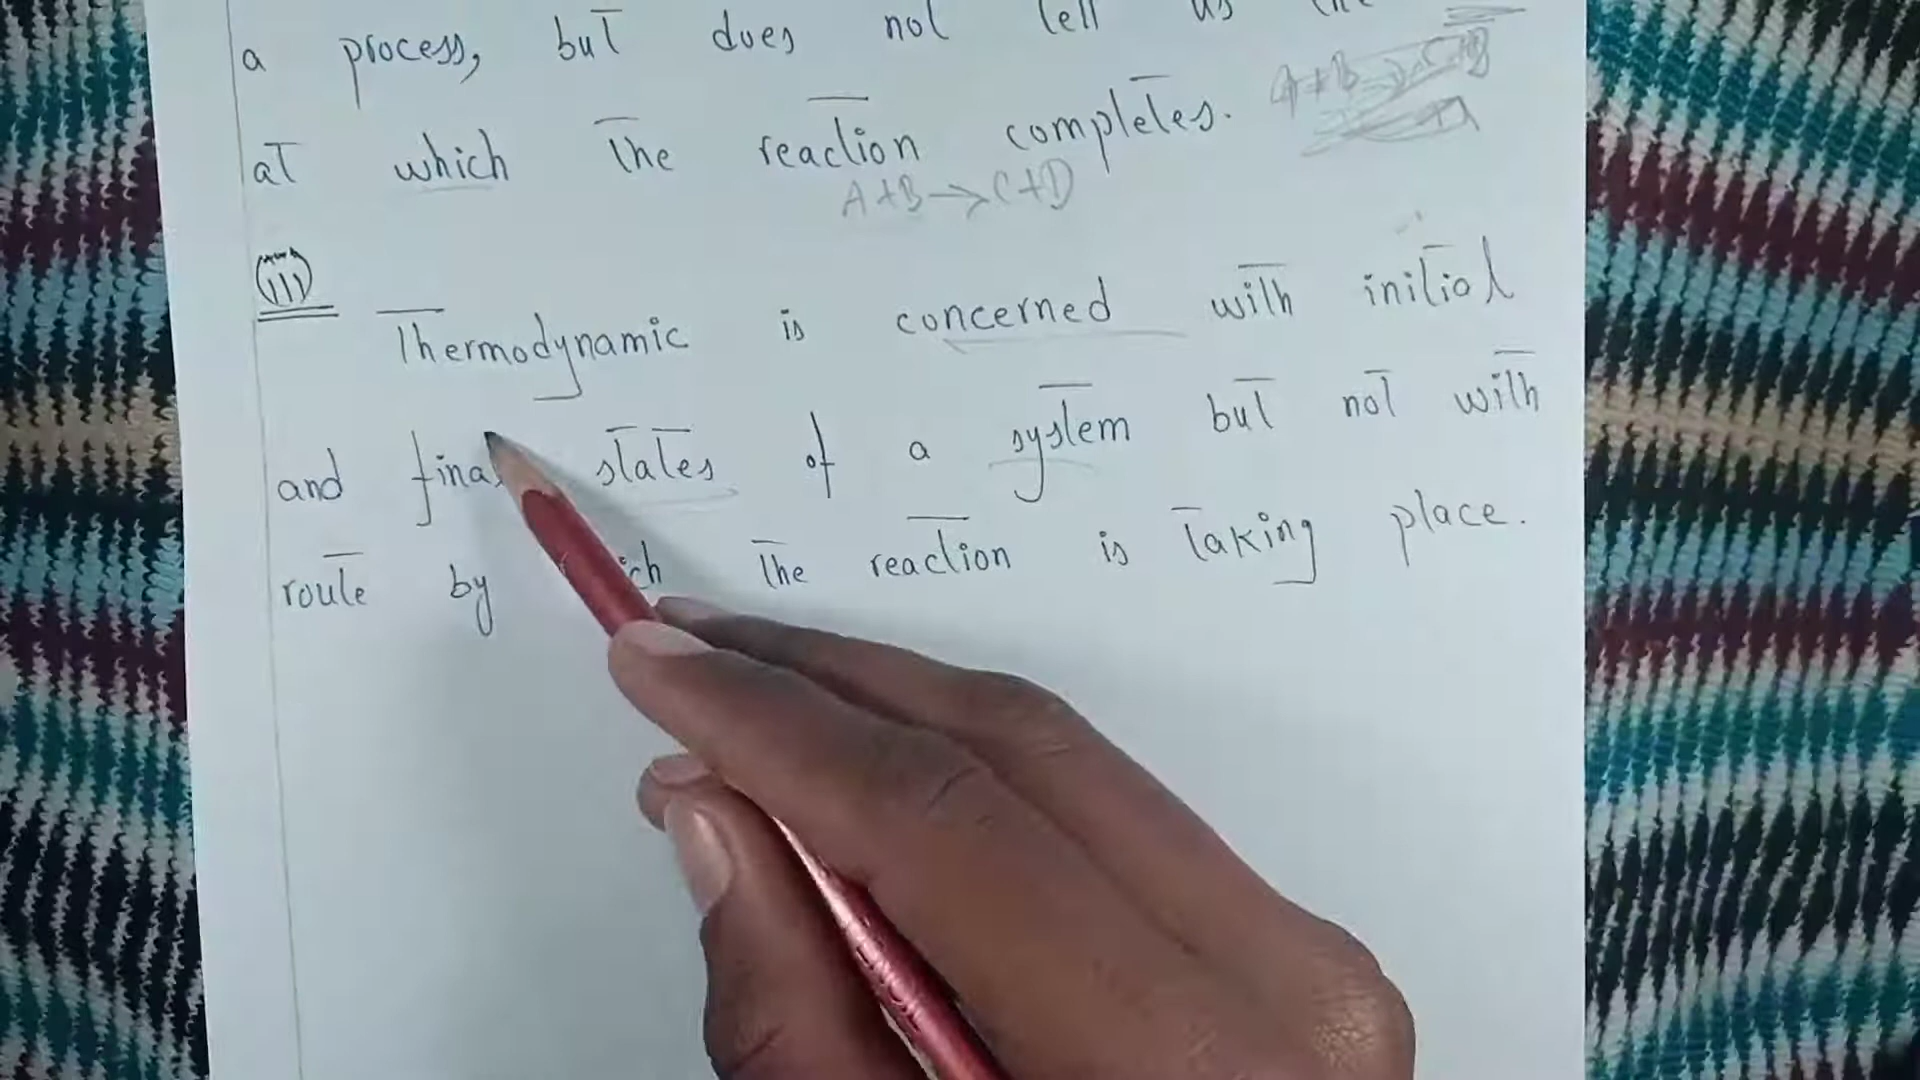 a process, but does not tell us the
at which the reaction completes. A+B→C+D
A+B→C+D
(iii) Thermodynamic is concerned with initial
and final states of a system but not with
route by the reaction is taking place.